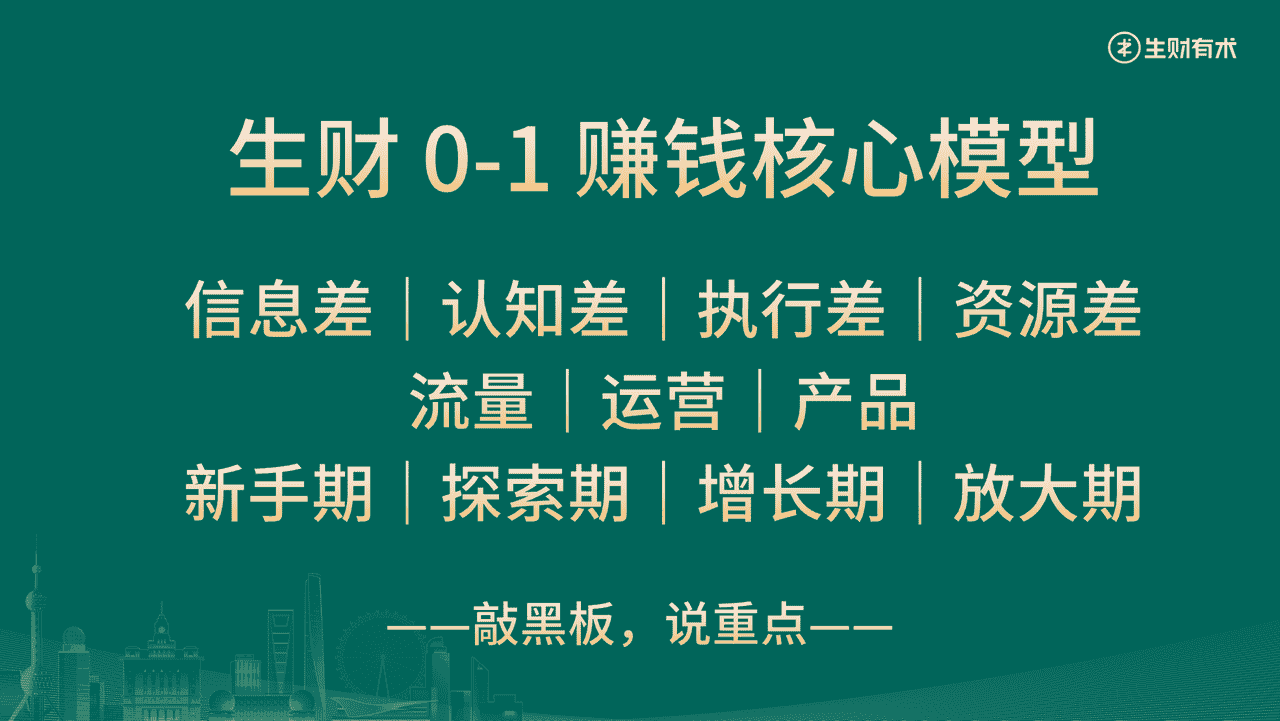 生财有术
生财 0-1 赚钱核心模型
信息差｜认知差｜执行差｜资源差
流量｜运营｜产品
新手期｜探索期｜增长期｜放大期
——敲黑板，说重点——